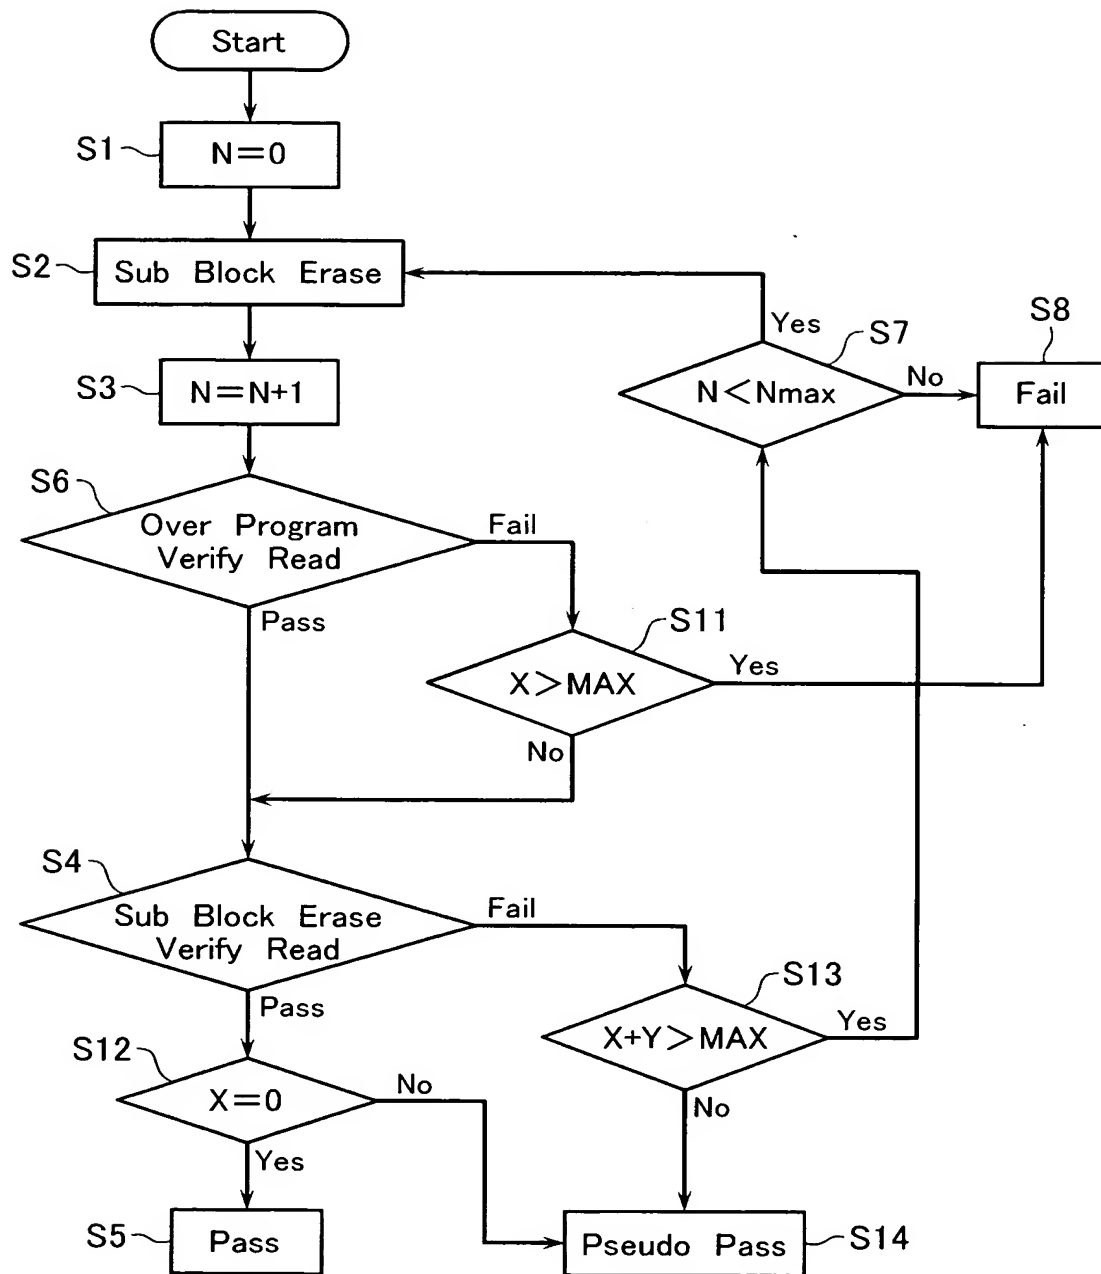 Start
S1
N=0
S2
Sub Block Erase
S3
N=N+1
Yes
S7
N<Nmax
No
S8
Fail
S6
Over Program
Verify Read
Fail
Pass
S11
X>MAX
Yes
No
S4
Sub Block Erase
Verify Read
Fail
Pass
S13
X+Y>MAX
Yes
No
S12
X=0
No
Yes
S5
Pass
Pseudo Pass
S14